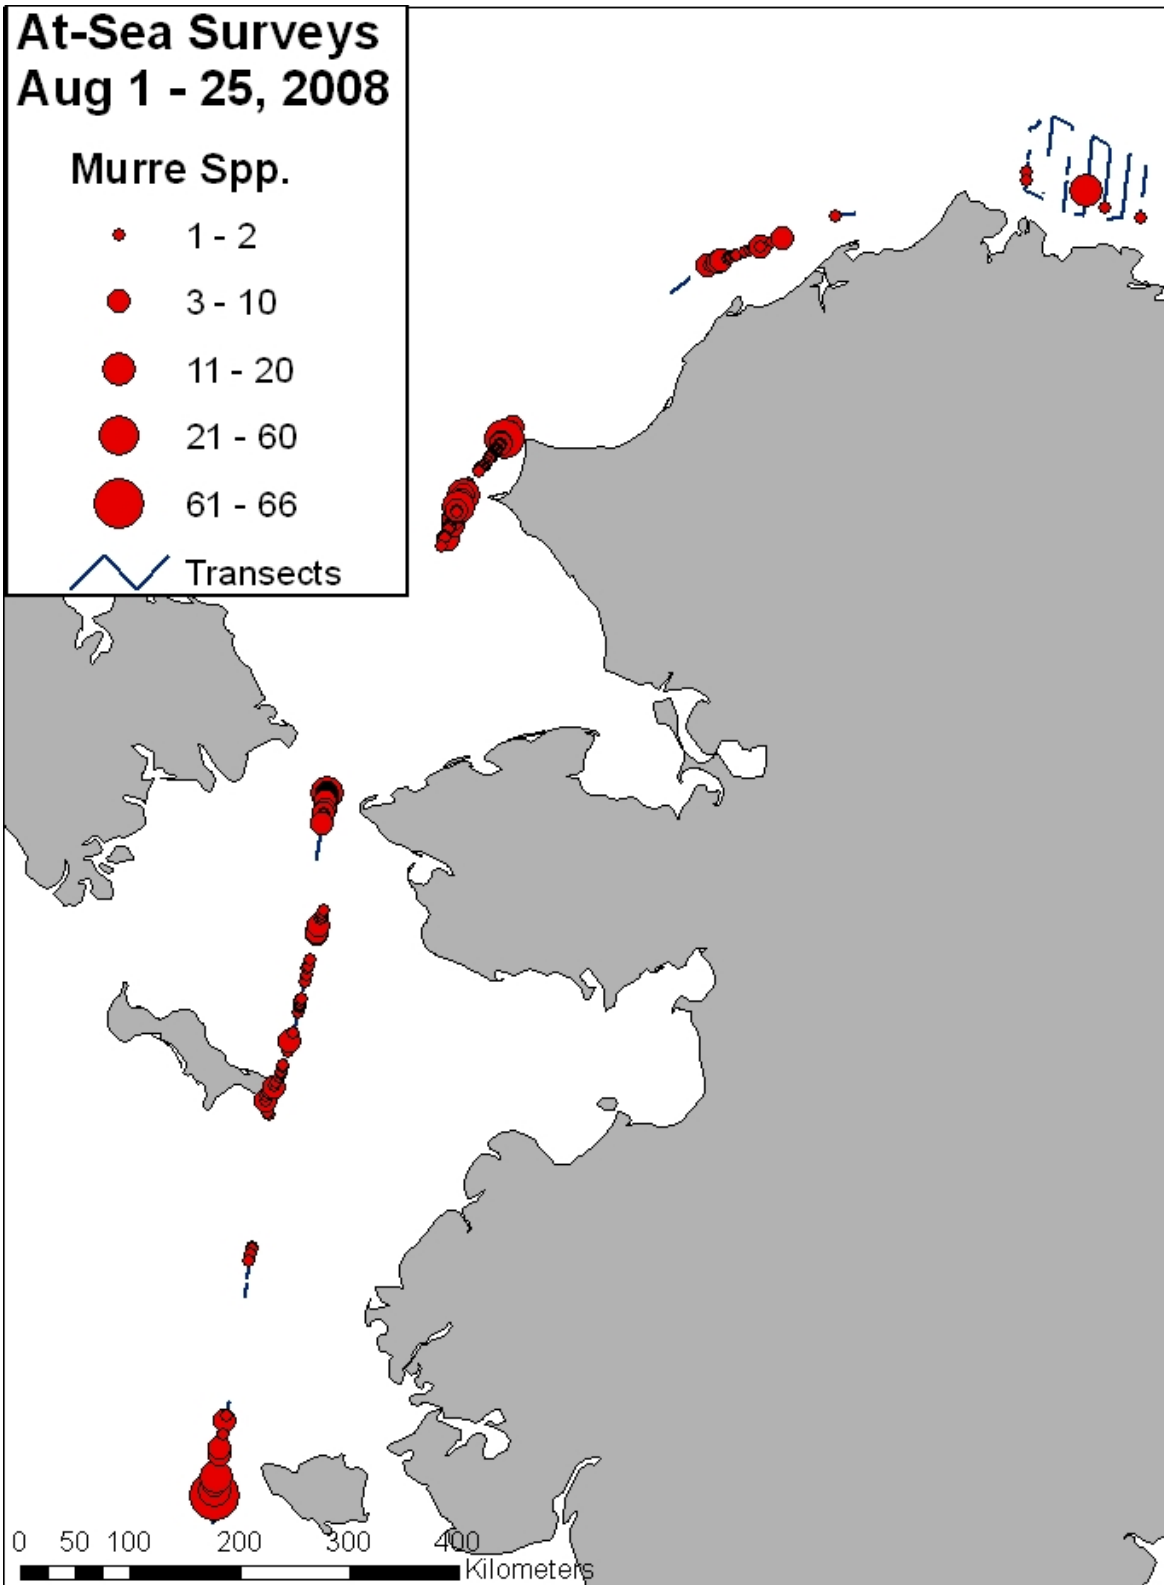 At-Sea Surveys
Aug 1 - 25, 2008
Murre Spp.
1 - 2
3 - 10
11 - 20
21 - 60
61 - 66
Transects
0 50 100 200 300 400
Kilometers